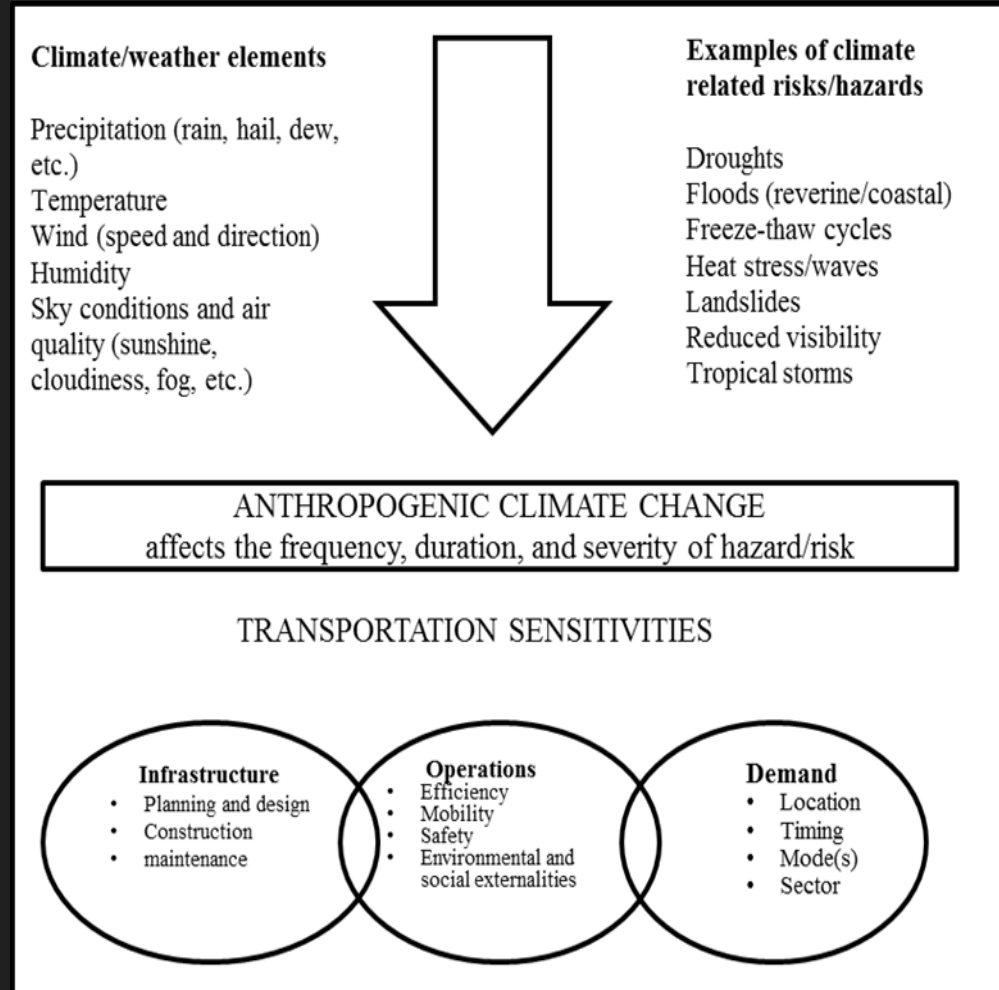 Climate/weather elements
Precipitation (rain, hail, dew,
etc.)
Temperature
Wind (speed and direction)
Humidity
Sky conditions and air
quality (sunshine,
cloudiness, fog, etc.)
Examples of climate
related risks/hazards
Droughts
Floods (reverine/coastal)
Freeze-thaw cycles
Heat stress/waves
Landslides
Reduced visibility
Tropical storms
ANTHROPOGENIC CLIMATE CHANGE
affects the frequency, duration, and severity of hazard/risk
TRANSPORTATION SENSITIVITIES
Infrastructure
• Planning and design
• Construction
• maintenance
Operations
• Efficiency
• Mobility
• Safety
• Environmental and
social externalities
Demand
• Location
• Timing
• Mode(s)
• Sector